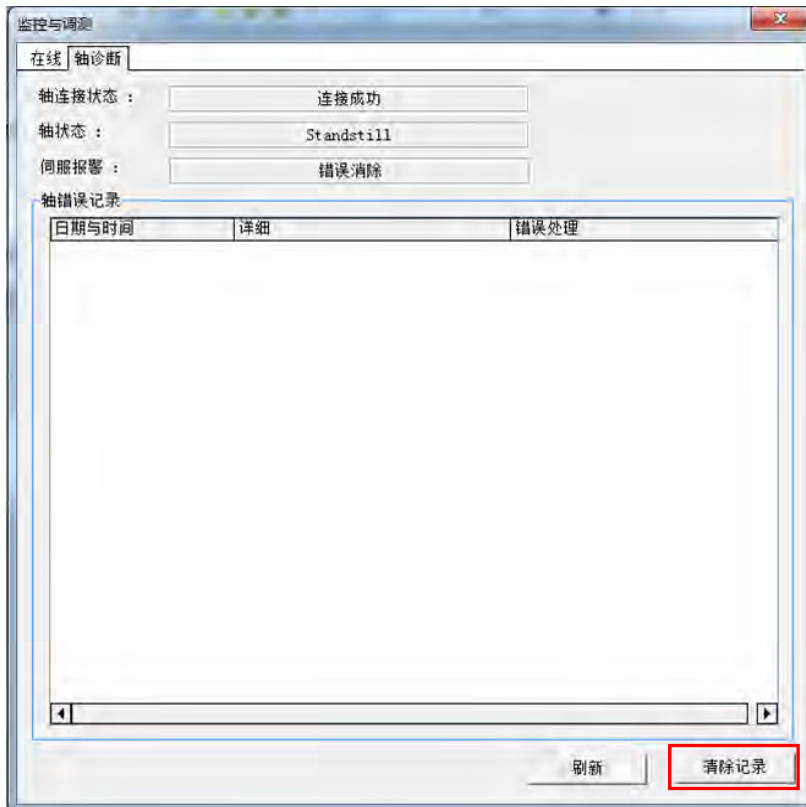 监控与调测
在线 轴诊断
轴连接状态 : 连接成功
轴状态 : Standstill
伺服报警 : 错误消除
轴错误记录
日期与时间 详细 错误处理
刷新 清除记录